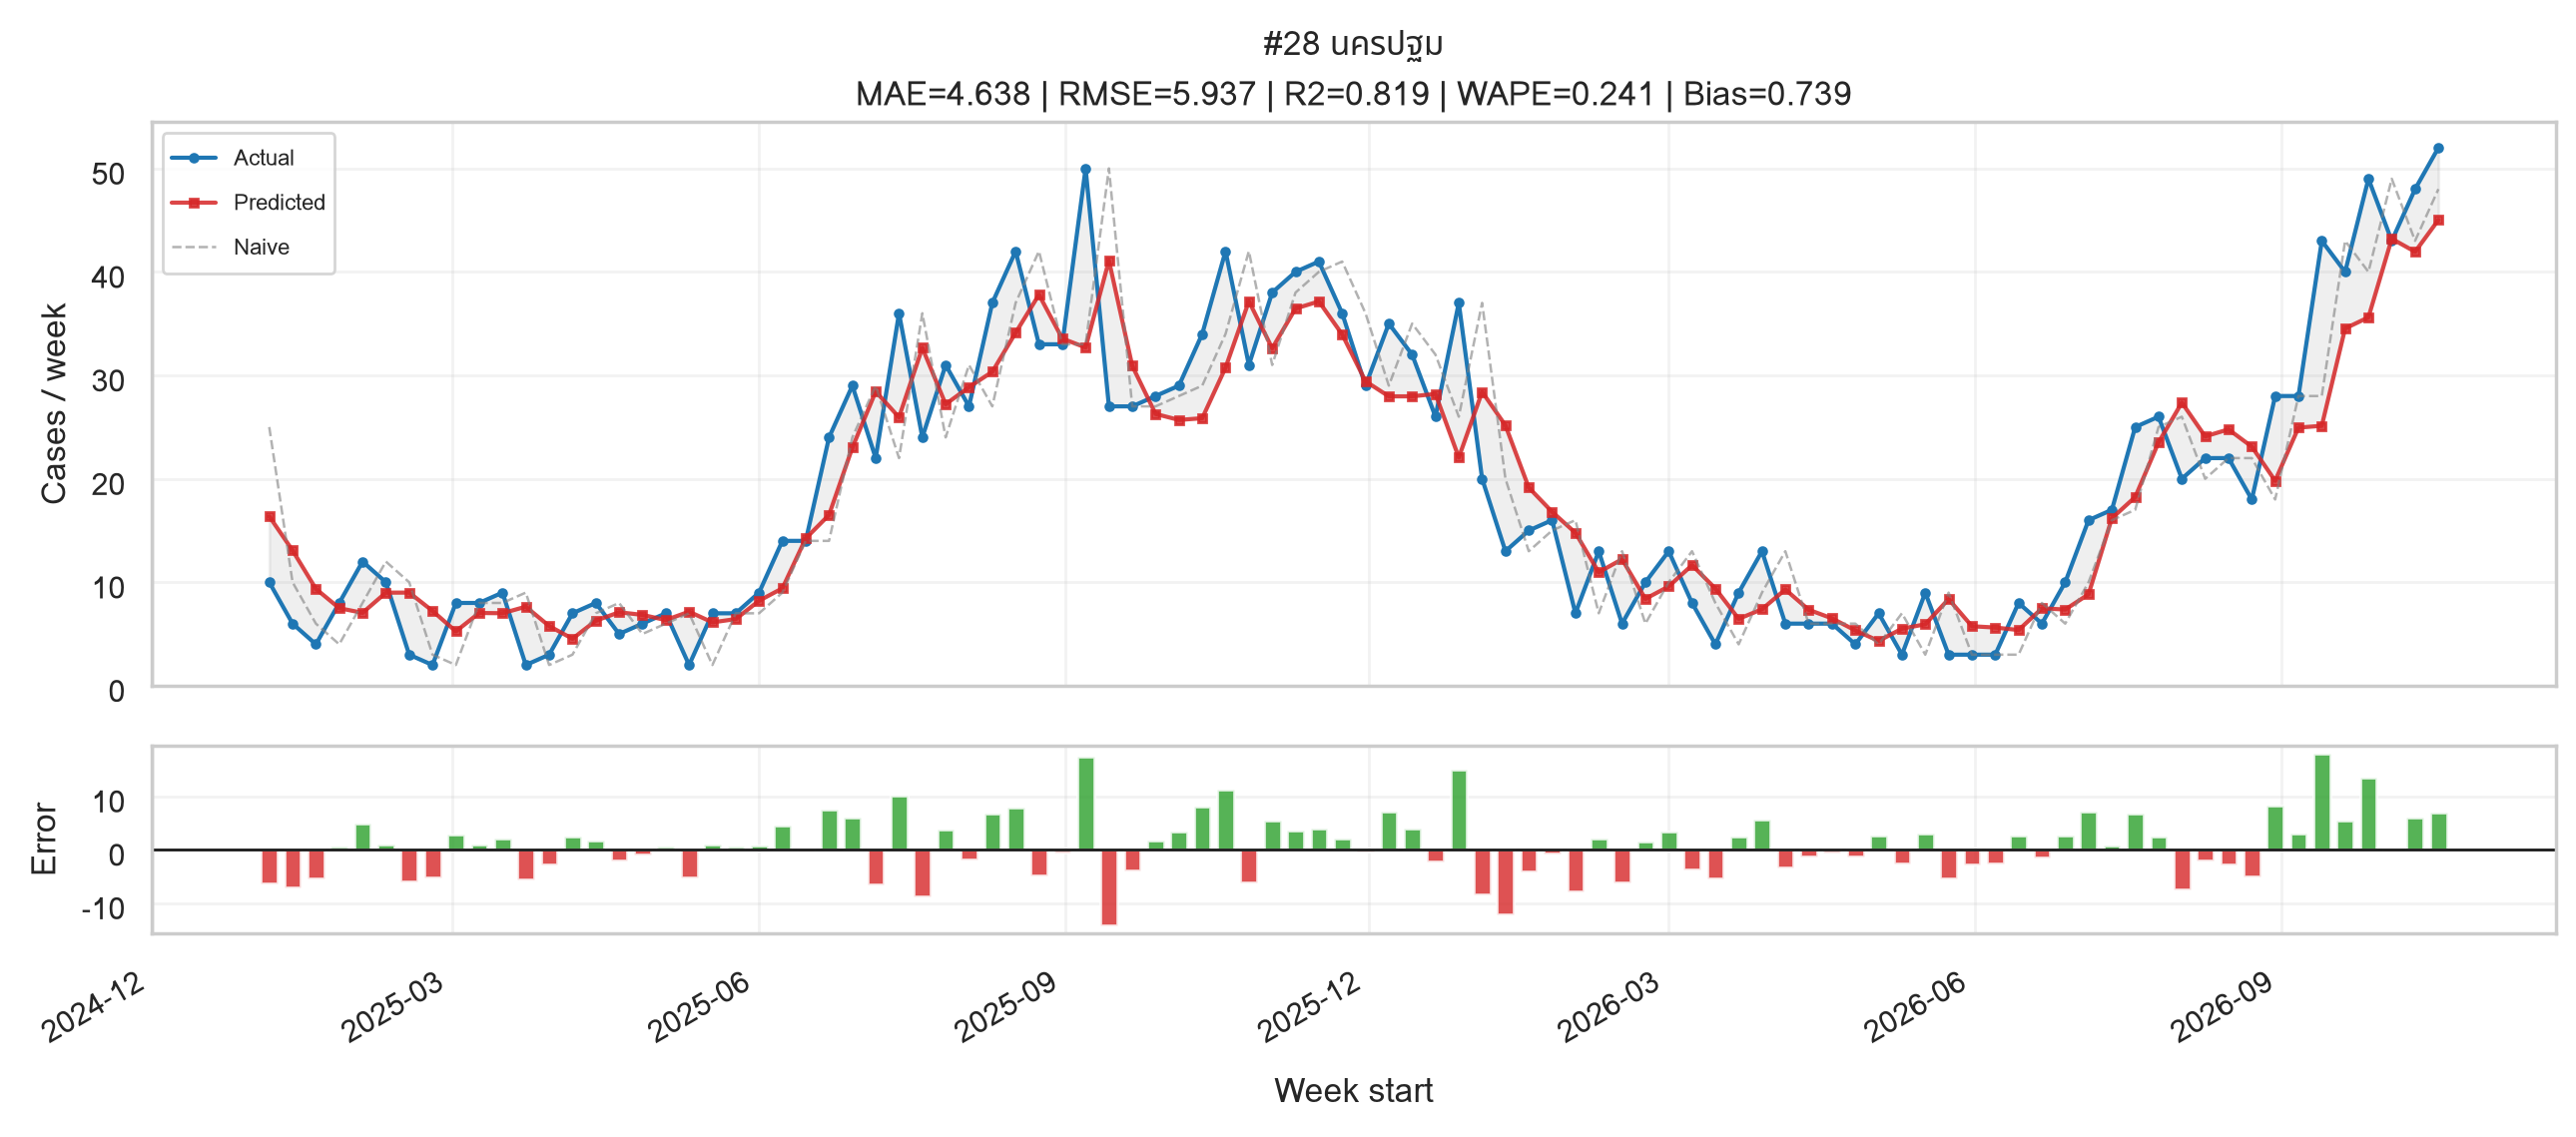 #28 นครปฐม
MAE=4.638 | RMSE=5.937 | R2=0.819 | WAPE=0.241 | Bias=0.739
Actual
Predicted
Naive
Cases / week
50
40
30
20
10
0
Error
10
0
-10
2024-12
2025-03
2025-06
2025-09
2025-12
2026-03
2026-06
2026-09
Week start